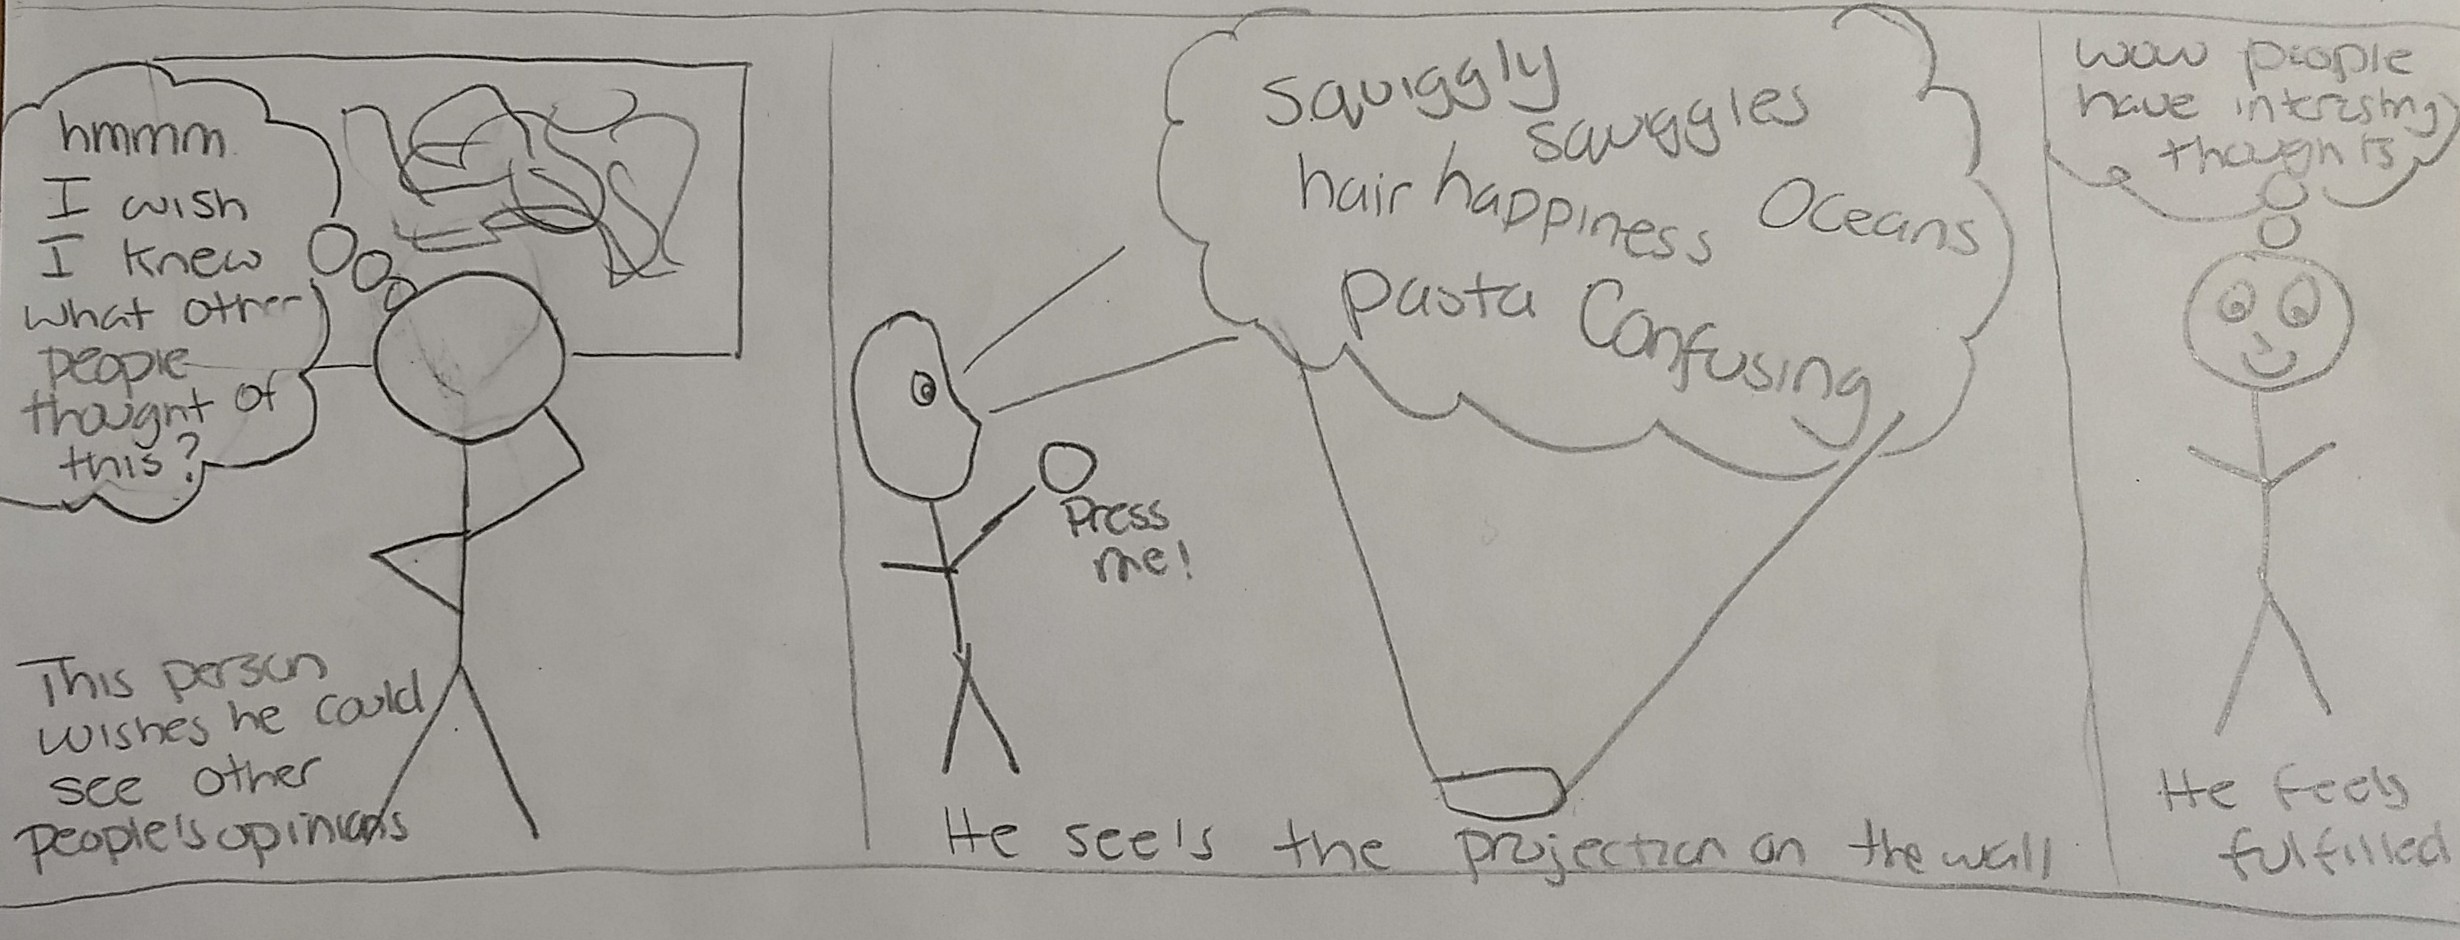 hmmm
I wish
I knew
what other
people
thought of
this?
This person
wishes he could
see other
people's opinions
squiggly
squiggles
hair happiness Oceans
pasta Confusing
Press
me!
He see's the projection on the wall
wow people
have interesting
thoughts
He feels
fulfilled